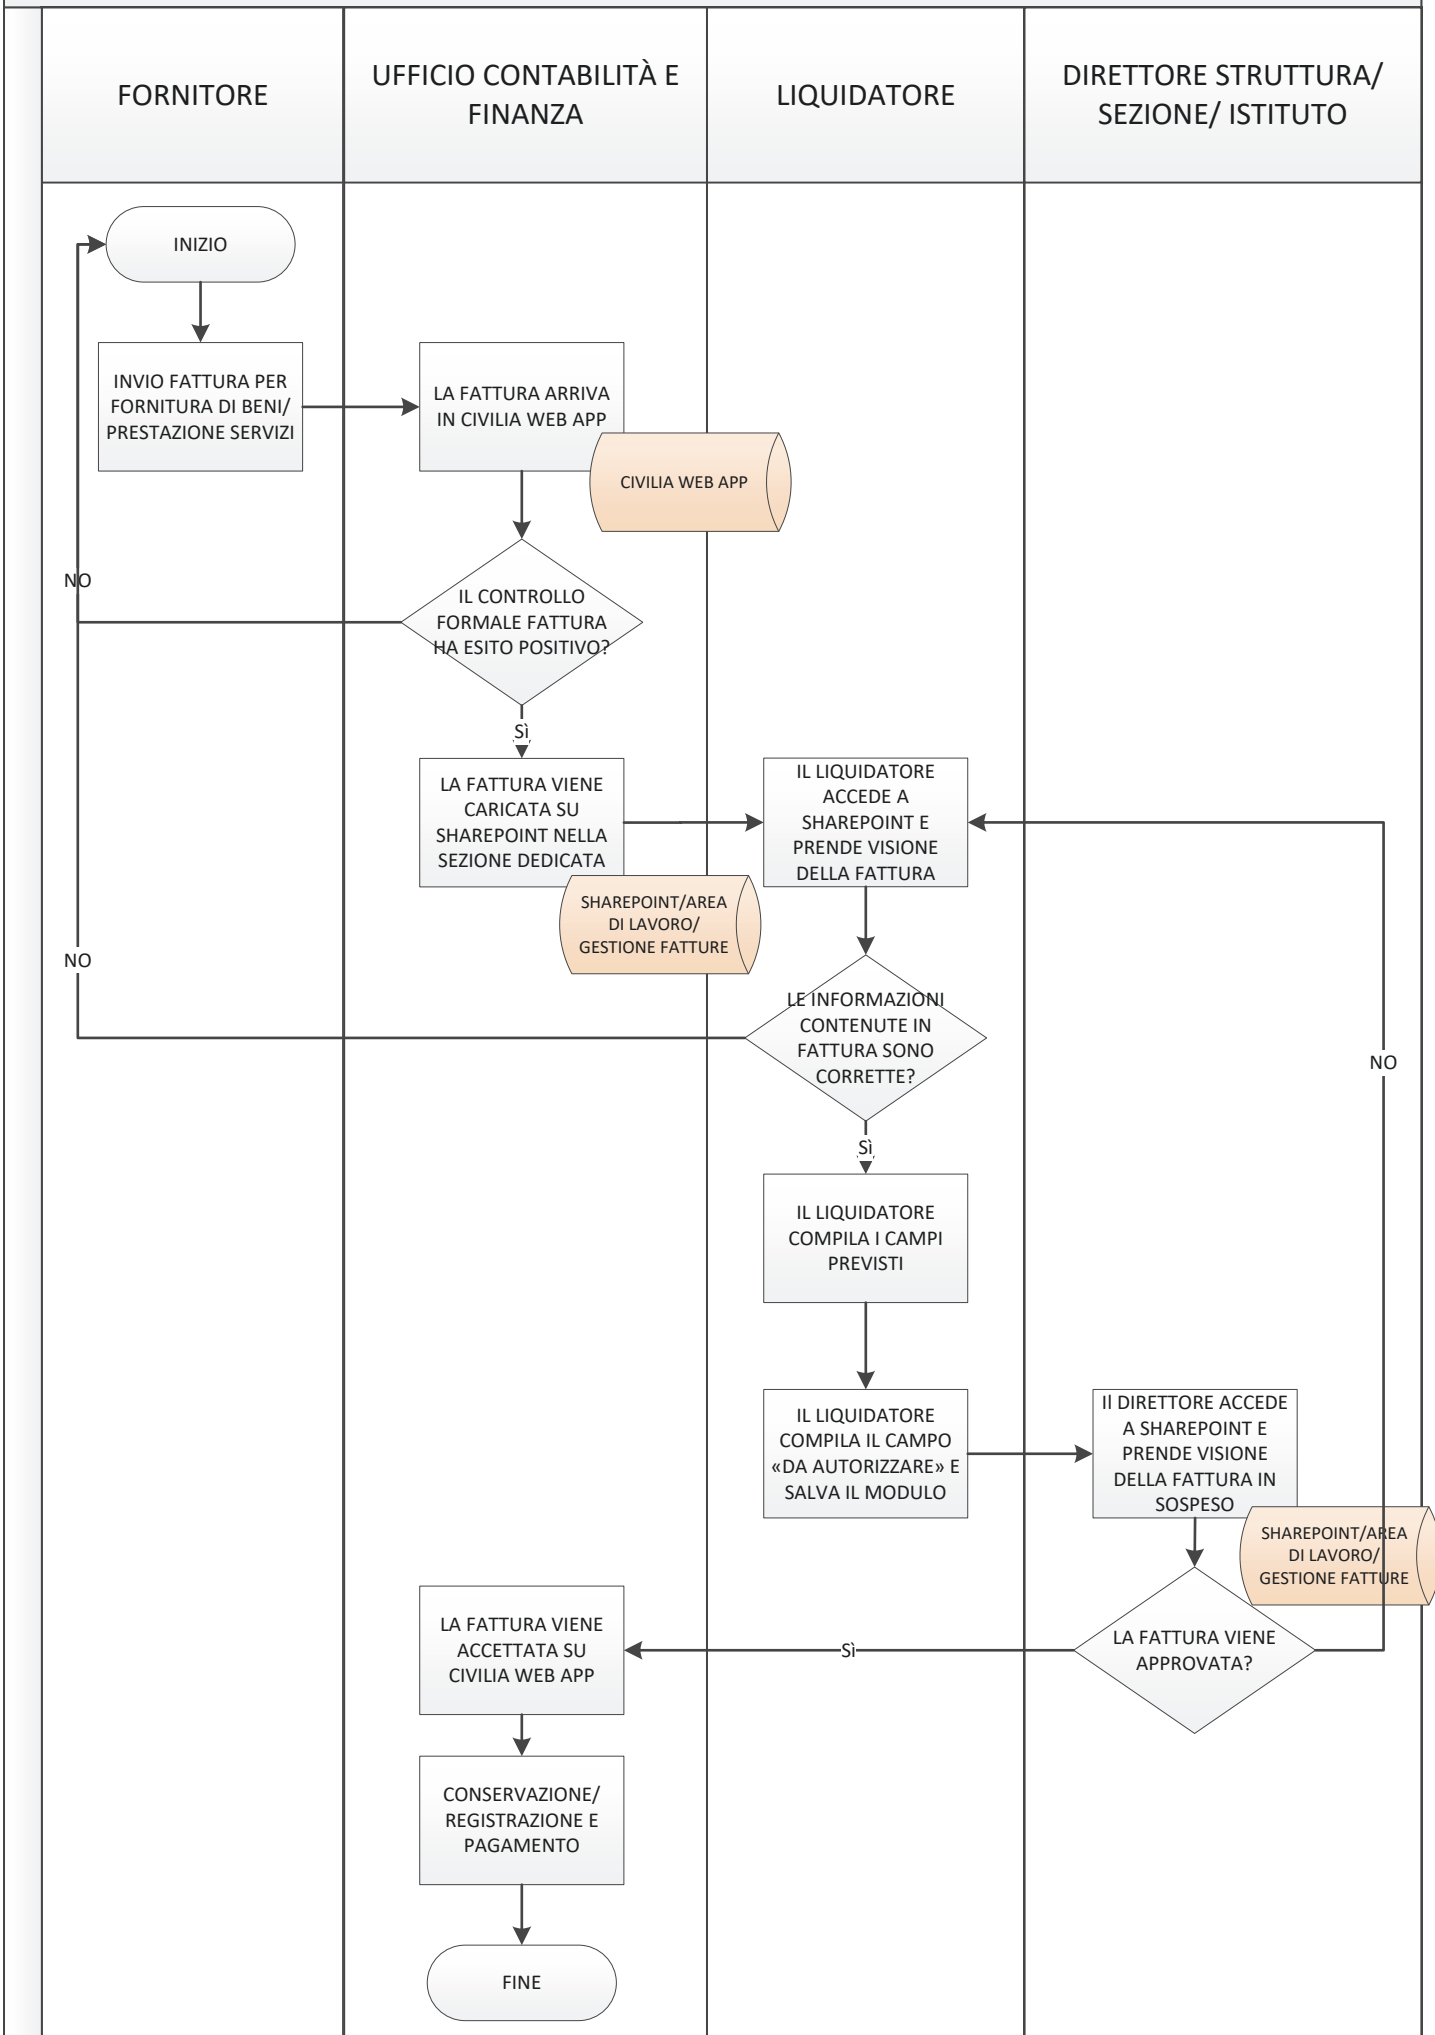 FORNITORE
UFFICIO CONTABILITÀ E
FINANZA
LIQUIDATORE
DIRETTORE STRUTTURA/
SEZIONE/ ISTITUTO
INIZIO
INVIO FATTURA PER
FORNITURA DI BENI/
PRESTAZIONE SERVIZI
LA FATTURA ARRIVA
IN CIVILIA WEB APP
CIVILIA WEB APP
NO
IL CONTROLLO
FORMALE FATTURA
HA ESITO POSITIVO?
Sì
LA FATTURA VIENE
CARICATA SU
SHAREPOINT NELLA
SEZIONE DEDICATA
SHAREPOINT/AREA
DI LAVORO/
GESTIONE FATTURE
IL LIQUIDATORE
ACCEDE A
SHAREPOINT E
PRENDE VISIONE
DELLA FATTURA
NO
LE INFORMAZIONI
CONTENUTE IN
FATTURA SONO
CORRETTE?
NO
Sì
IL LIQUIDATORE
COMPILA I CAMPI
PREVISTI
IL LIQUIDATORE
COMPILA IL CAMPO
«DA AUTORIZZARE» E
SALVA IL MODULO
Il DIRETTORE ACCEDE
A SHAREPOINT E
PRENDE VISIONE
DELLA FATTURA IN
SOSPESO
SHAREPOINT/AREA
DI LAVORO/
GESTIONE FATTURE
LA FATTURA VIENE
APPROVATA?
Sì
LA FATTURA VIENE
ACCETTATA SU
CIVILIA WEB APP
CONSERVAZIONE/
REGISTRAZIONE E
PAGAMENTO
FINE